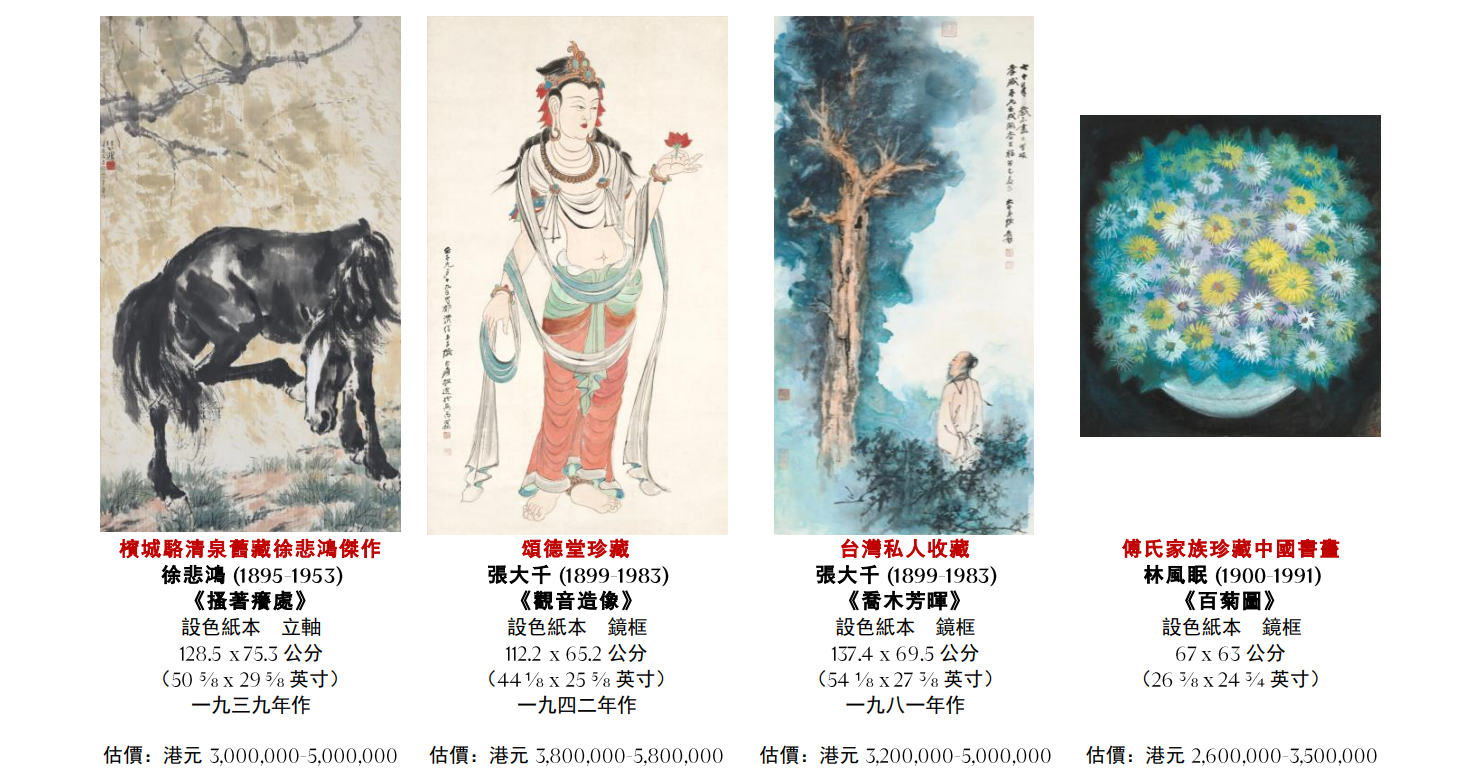 檳城駱清泉舊藏徐悲鴻傑作
徐悲鴻 (1895-1953)
《搔著癢處》
設色紙本　立軸
128.5 x 75.3 公分
（50 ⅝ x 29 ⅝ 英寸）
一九三九年作
估價：港元 3,000,000-5,000,000
頌德堂珍藏
張大千 (1899-1983)
《觀音造像》
設色紙本　鏡框
112.2 x 65.2 公分
（44 ⅛ x 25 ⅝ 英寸）
一九四二年作
估價：港元 3,800,000-5,800,000
台灣私人收藏
張大千 (1899-1983)
《喬木芳暉》
設色紙本　鏡框
137.4 x 69.5 公分
（54 ⅛ x 27 ⅜ 英寸）
一九八一年作
估價：港元 3,200,000-5,000,000
傅氏家族珍藏中國書畫
林風眠 (1900-1991)
《百菊圖》
設色紙本　鏡框
67 x 63 公分
（26 ⅜ x 24 ¾ 英寸）
估價：港元 2,600,000-3,500,000